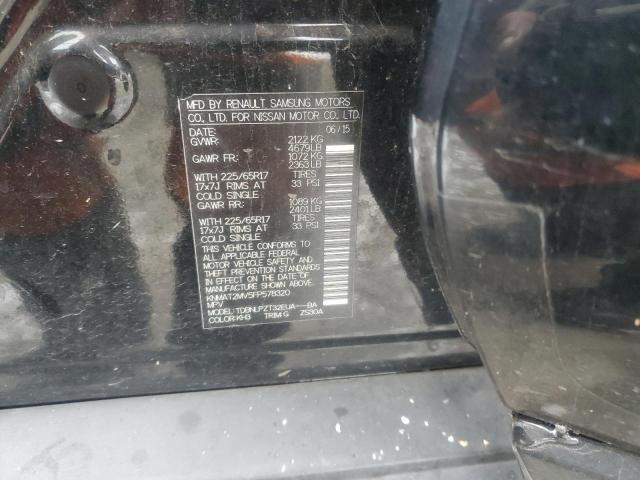 MFD BY RENAULT SAMSUNG MOTORS
CO., LTD. FOR NISSAN MOTOR CO., LTD.
DATE: 06/15
GVWR: 2122 KG
4679LB
GAWR FR: 1072 KG
2363LB
WITH 225/65R17 TIRES
17x7J RIMS AT 33 PSI
COLD SINGLE
GAWR RR: 1089 KG
2401LB
WITH 225/65R17 TIRES
17x7J RIMS AT 33 PSI
COLD SINGLE
THIS VEHICLE CONFORMS TO
ALL APPLICABLE FEDERAL
MOTOR VEHICLE SAFETY AND
THEFT PREVENTION STANDARDS
IN EFFECT ON THE DATE OF
MANUFACTURE SHOWN ABOVE.
KNMAT2MV5FP578320
MPV
MODEL: TDBNLPZT32EUA---BA
COLOR:KH3 TRIM:G ZS30A